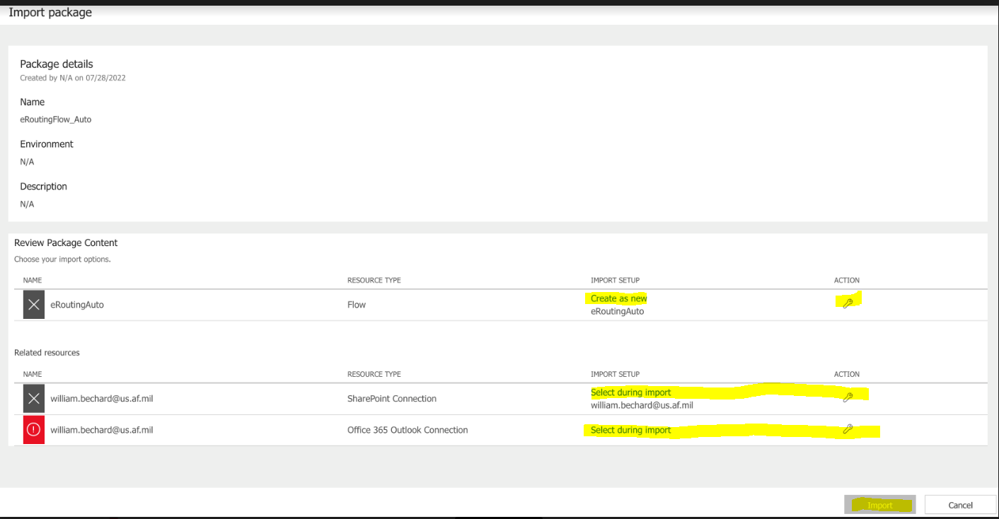 Import package
Package details
Created by N/A on 07/28/2022
Name
eRoutingFlow_Auto
Environment
N/A
Description
N/A
Review Package Content
Choose your import options.
NAME RESOURCE TYPE IMPORT SETUP ACTION
eRoutingAuto Flow Create as new
eRoutingAuto
Related resources
NAME RESOURCE TYPE IMPORT SETUP ACTION
william.bechard@us.af.mil SharePoint Connection Select during import
william.bechard@us.af.mil
william.bechard@us.af.mil Office 365 Outlook Connection Select during import
Import Cancel